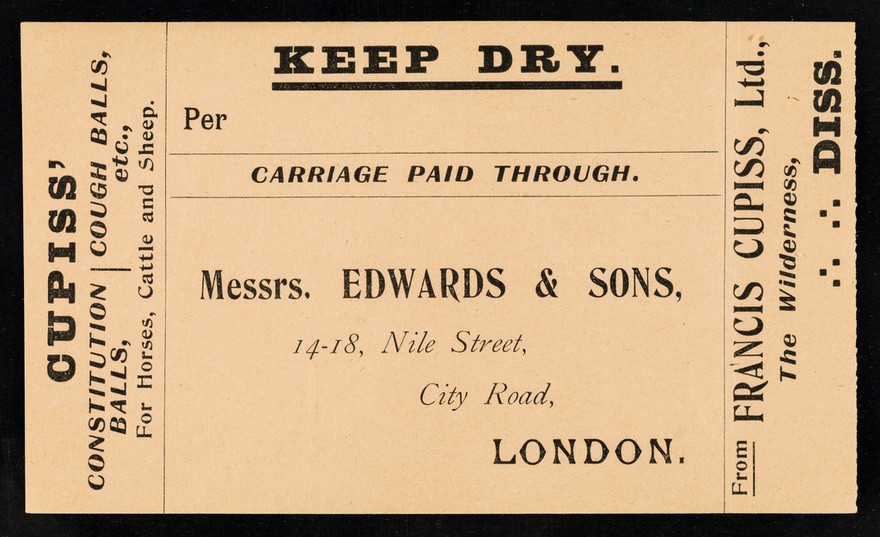 CUPISS'
CONSTITUTION | COUGH BALLS,
BALLS, | etc.,
For Horses, Cattle and Sheep.
KEEP DRY.
Per
CARRIAGE PAID THROUGH.
Messrs. EDWARDS & SONS,
14-18, Nile Street,
City Road,
LONDON.
From FRANCIS CUPISS, Ltd.,
The Wilderness,
∴ ∴ DISS.